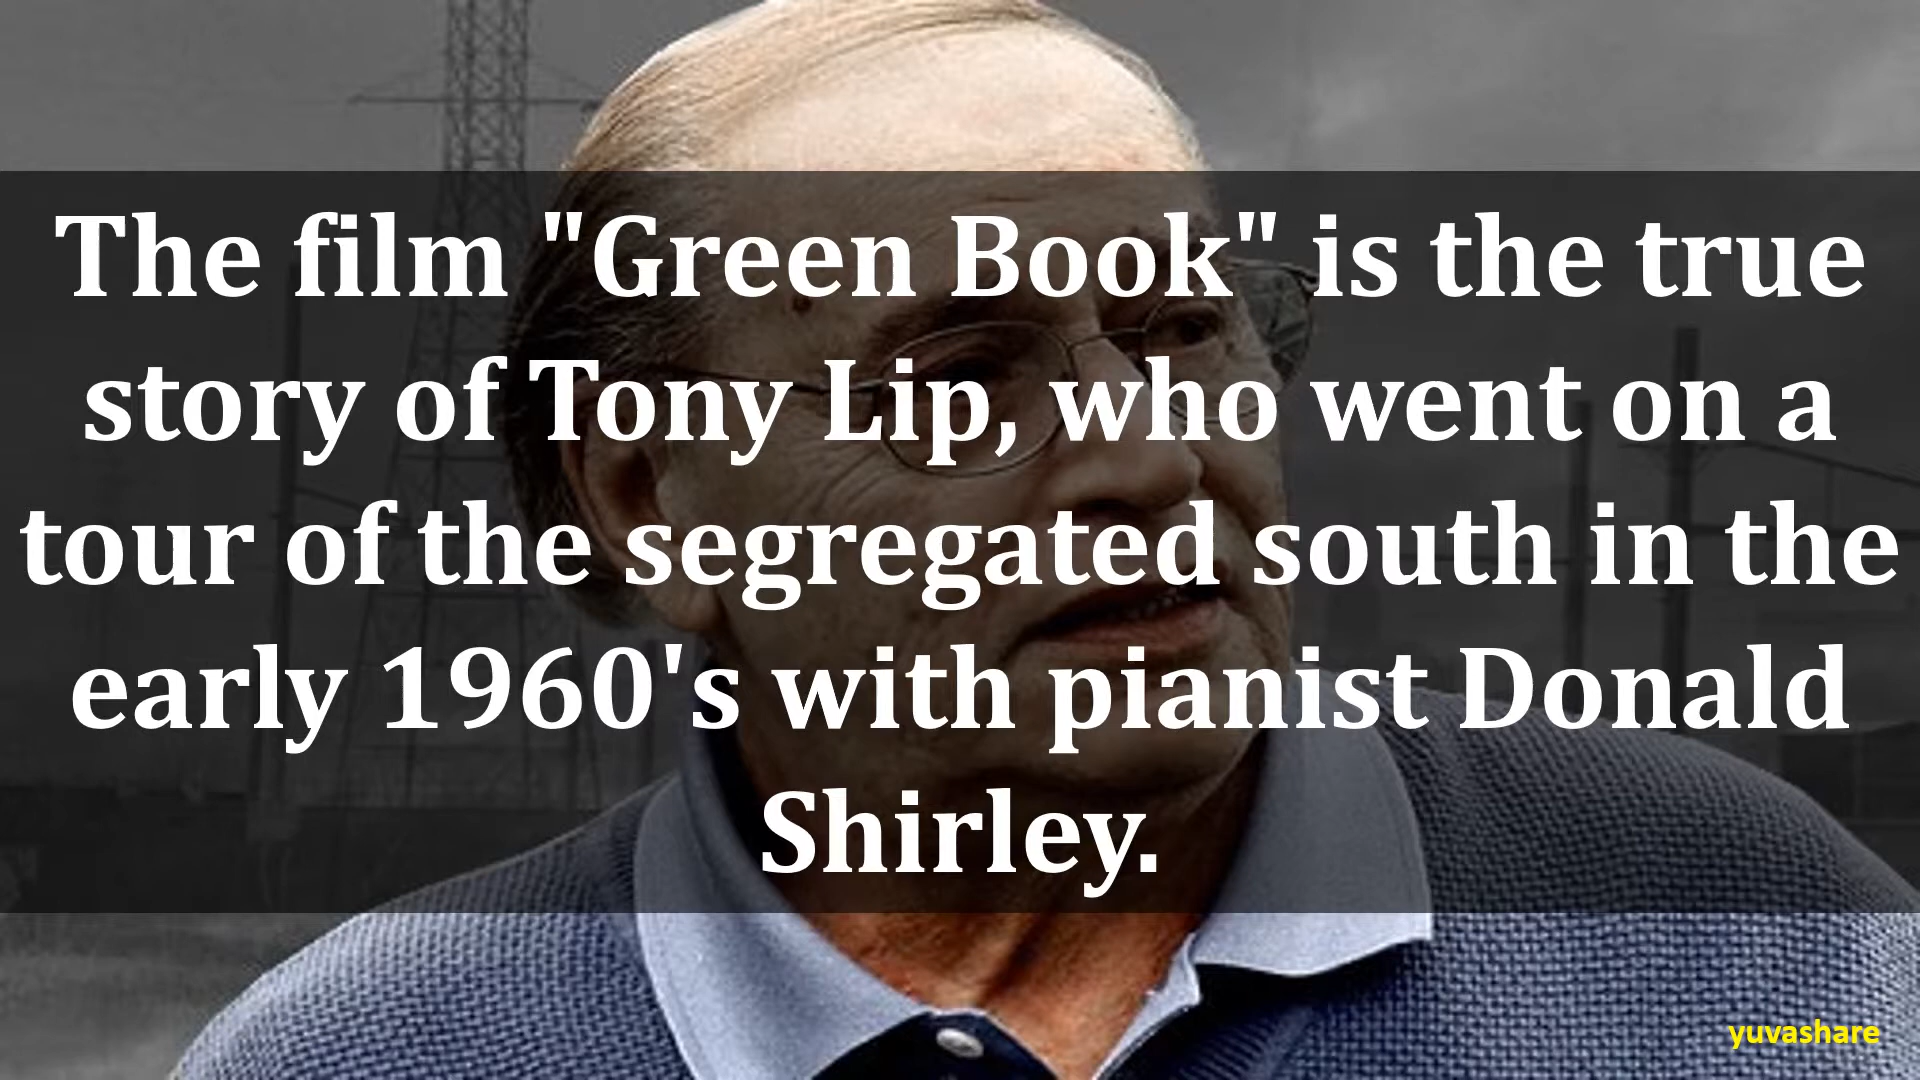 The film "Green Book" is the true
story of Tony Lip, who went on a
tour of the segregated south in the
early 1960's with pianist Donald
Shirley.
yuvashare